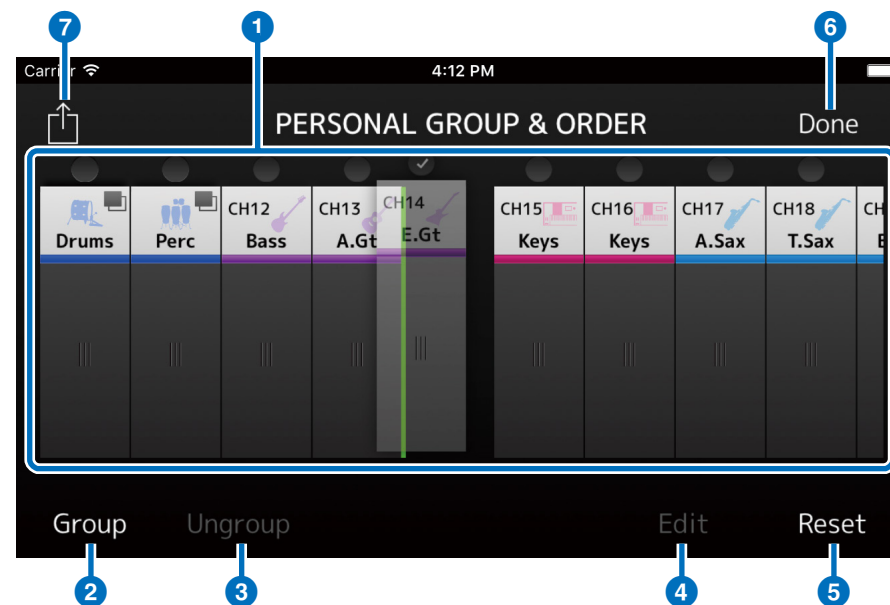 7 1 6
Carrier 4:12 PM
PERSONAL GROUP & ORDER Done
CH12 CH13 CH14 CH15 CH16 CH17 CH18 CH
Drums Perc Bass A.Gt E.Gt Keys Keys A.Sax T.Sax
Group Ungroup Edit Reset
2 3 4 5